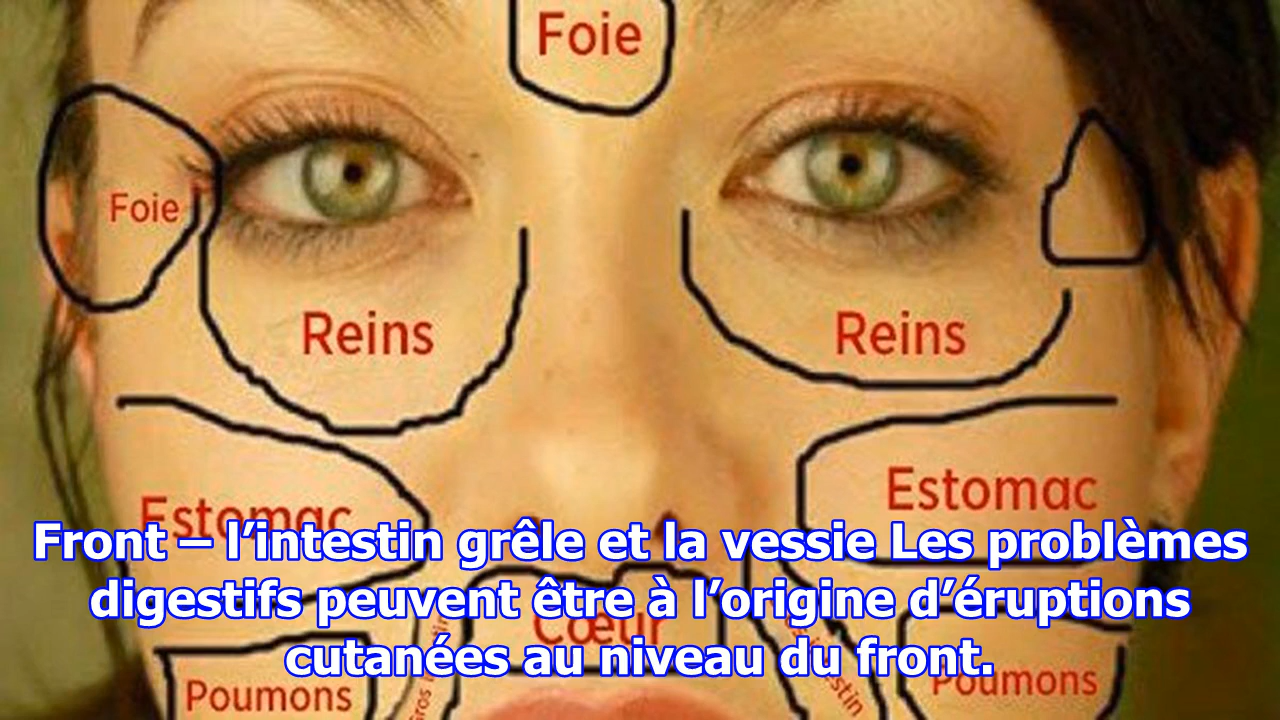 Foie
Foie
Reins
Reins
Estomac
Estomac
Front – l’intestin grêle et la vessie Les problèmes
digestifs peuvent être à l’origine d’éruptions
cutanées au niveau du front.
Cœur
Poumons
Gros
Poumons